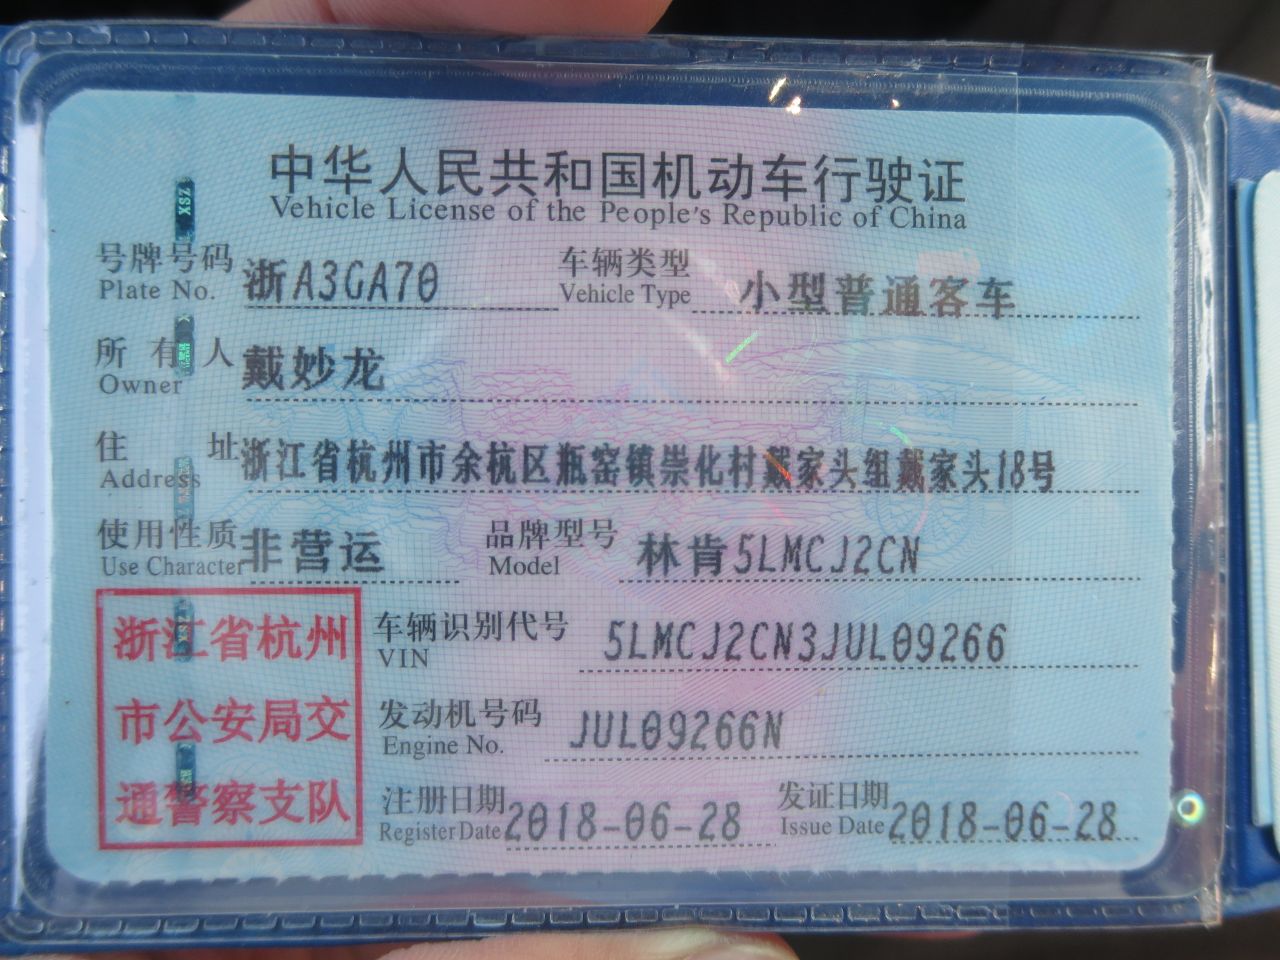 中华人民共和国机动车行驶证
Vehicle License of the People's Republic of China
号牌号码 浙A3GA70 车辆类型 小型普通客车
Plate No. Vehicle Type
所有人 戴妙龙
Owner
住址 浙江省杭州市余杭区瓶窑镇崇化村戴家头组戴家头18号
Address
使用性质 非营运 品牌型号 林肯5LMCJ2CN
Use Character Model
浙江省杭州
市公安局交
通警察支队
车辆识别代号 5LMCJ2CN3JUL09266
VIN
发动机号码 JUL09266N
Engine No.
注册日期 2018-06-28 发证日期 2018-06-28
Register Date Issue Date